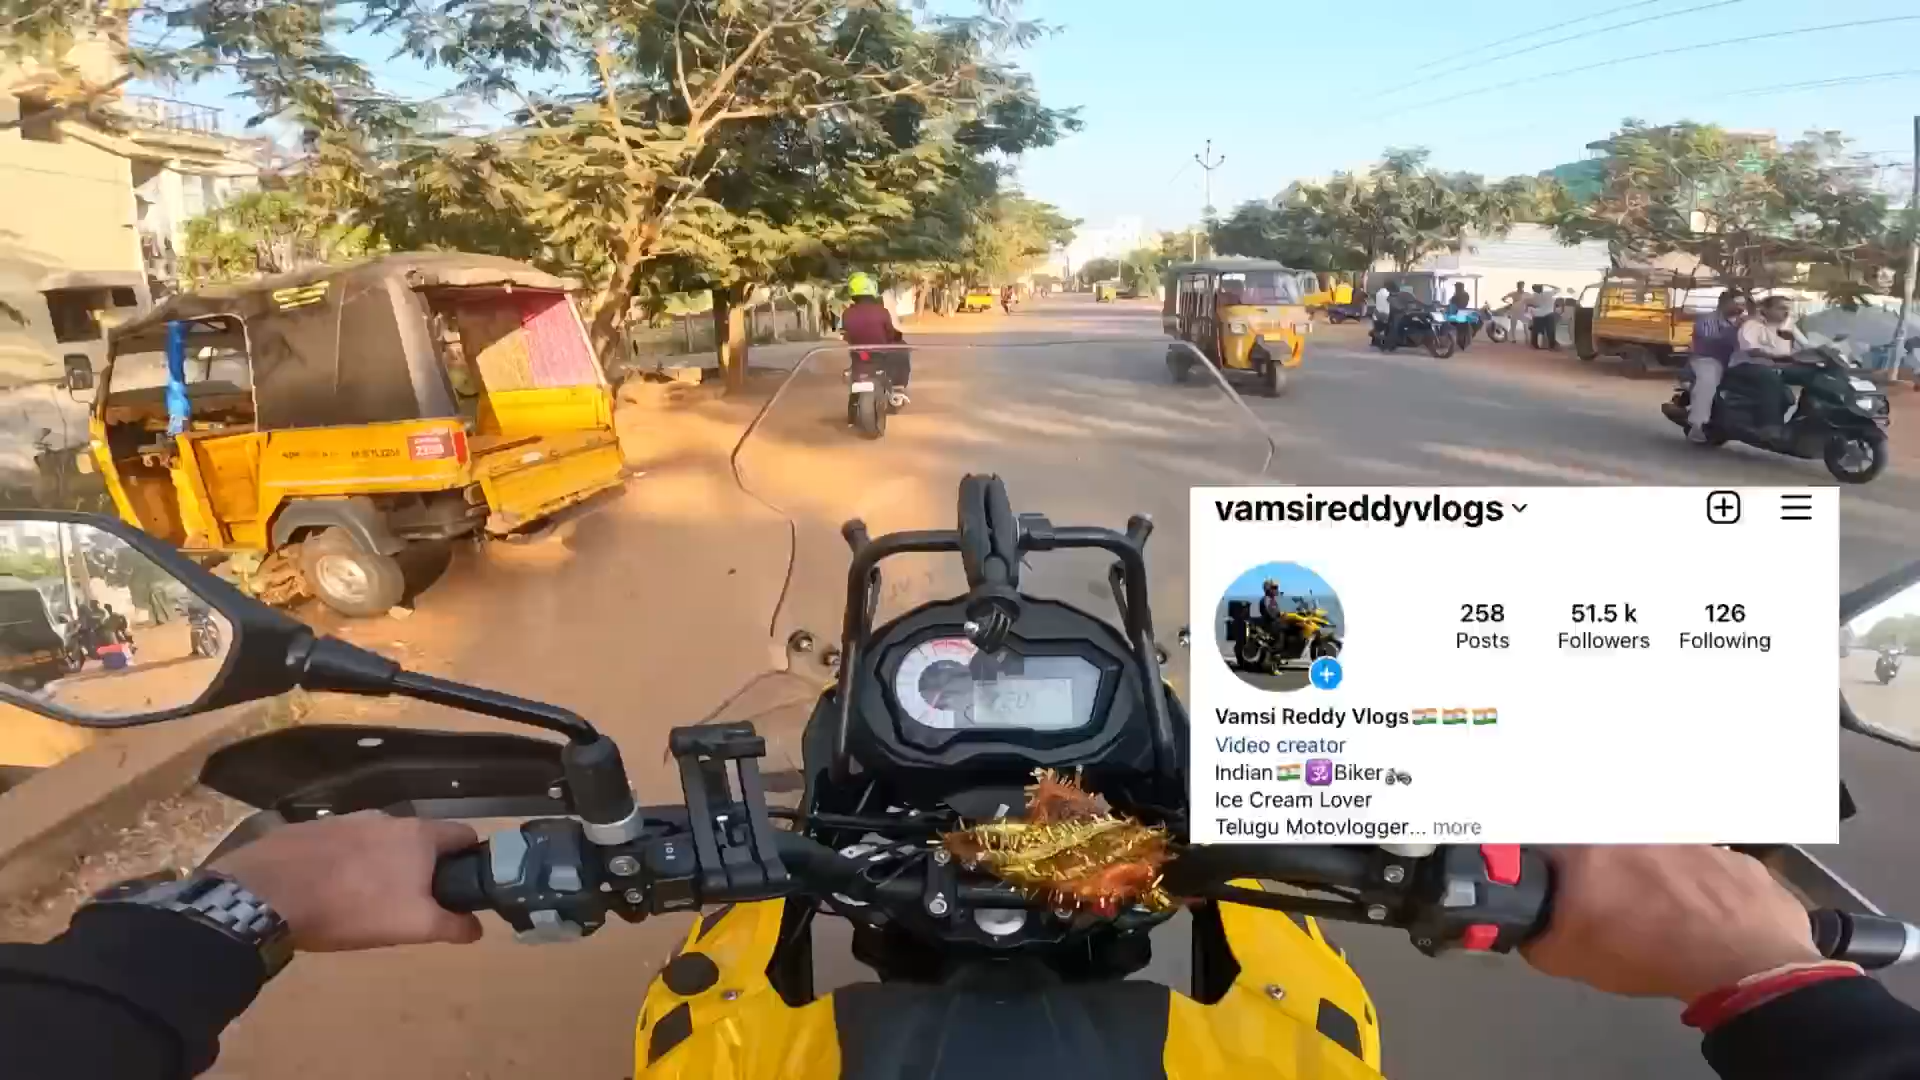 vamsireddyvlogs
258
Posts
51.5 k
Followers
126
Following
Vamsi Reddy Vlogs🇮🇳🇮🇳🇮🇳
Video creator
Indian🇮🇳🕉️Biker🏍️
Ice Cream Lover
Telugu Motovlogger... more